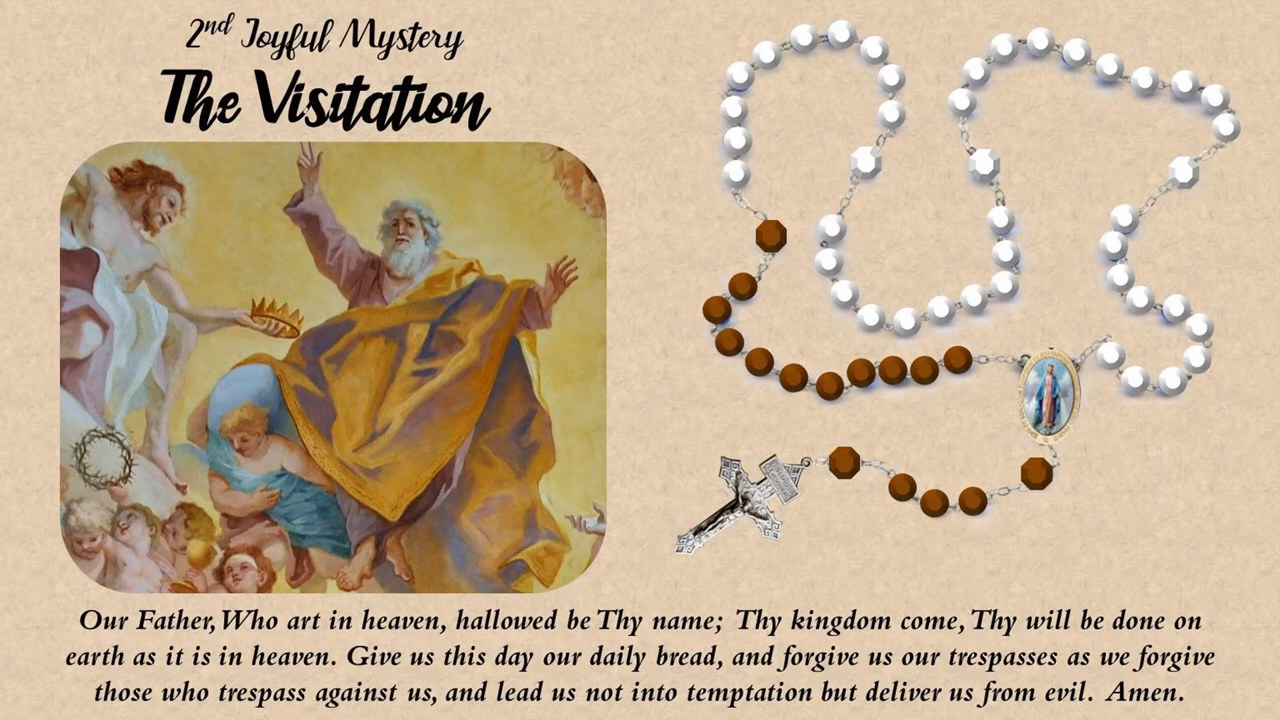 2nd Joyful Mystery
The Visitation
Our Father, Who art in heaven, hallowed be Thy name; Thy kingdom come, Thy will be done on
earth as it is in heaven. Give us this day our daily bread, and forgive us our trespasses as we forgive
those who trespass against us, and lead us not into temptation but deliver us from evil. Amen.